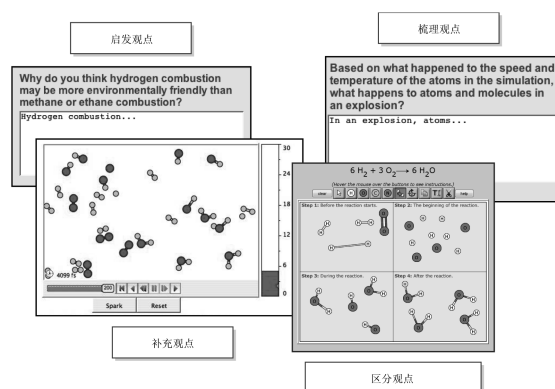 启发观点
梳理观点
Why do you think hydrogen combustion
may be more environmentally friendly than
methane or ethane combustion?
Hydrogen combustion...
Based on what happened to the speed and
temperature of the atoms in the simulation,
what happens to atoms and molecules in
an explosion?
In an explosion, atoms...
30
24
18
12
6
0
4099 fs
200
Spark
Reset
6 H2 + 3 O2 → 6 H2O
(Hover the mouse over the buttons to see instructions.)
clear
help
Step 1: Before the reaction starts.
Step 2: The beginning of the reaction.
Step 3: During the reaction.
Step 4: After the reaction.
补充观点
区分观点